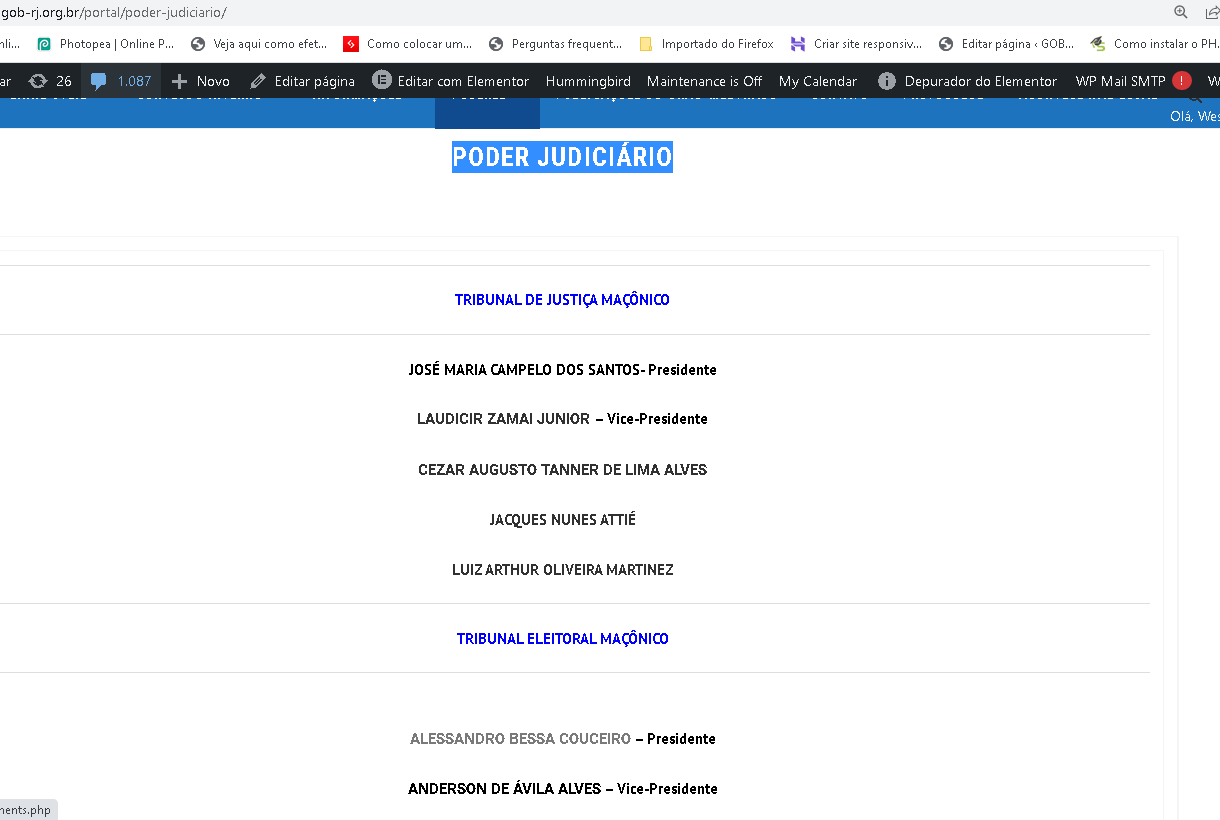 gob-rj.org.br/portal/poder-judiciario/
nli... Photopea | Online P... Veja aqui como efet... Como colocar um... Perguntas frequent... Importado do Firefox Criar site responsiv... Editar página ‹ GOB... Como instalar o PH.
ar 26 1.087 Novo Editar página Editar com Elementor Hummingbird Maintenance is Off My Calendar Depurador do Elementor WP Mail SMTP ! W
Olá, Wes
PODER JUDICIÁRIO
TRIBUNAL DE JUSTIÇA MAÇÔNICO
JOSÉ MARIA CAMPELO DOS SANTOS- Presidente
LAUDICIR ZAMAI JUNIOR – Vice-Presidente
CEZAR AUGUSTO TANNER DE LIMA ALVES
JACQUES NUNES ATTIÉ
LUIZ ARTHUR OLIVEIRA MARTINEZ
TRIBUNAL ELEITORAL MAÇÔNICO
ALESSANDRO BESSA COUCEIRO – Presidente
ANDERSON DE ÁVILA ALVES – Vice-Presidente
nents.php